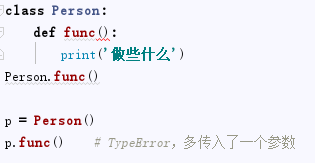 class Person:
    def func():
        print('做些什么')
Person.func()

p = Person()
p.func()    # TypeError，多传入了一个参数